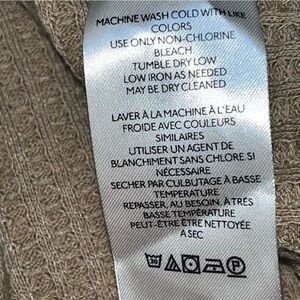 MACHINE WASH COLD WITH LIKE
COLORS
USE ONLY NON-CHLORINE
BLEACH
TUMBLE DRY LOW
LOW IRON AS NEEDED
MAY BE DRY CLEANED
LAVER À LA MACHINE À L'EAU
FROIDE AVEC COULEURS
SIMILAIRES
UTILISER UN AGENT DE
BLANCHIMENT SANS CHLORE SI
NÉCESSAIRE
SECHER PAR CULBUTAGE À BASSE
TEMPERATURE
REPASSER, AU BESOIN, À TRÉS
BASSE TEMPÉRATURE
PEUT-ÊTRE ÊTRE NETTOYÉE
À SEC